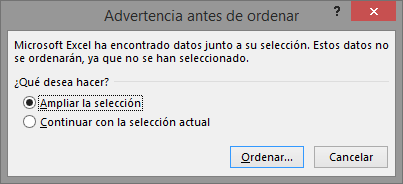 Advertencia antes de ordenar
?
Microsoft Excel ha encontrado datos junto a su selección. Estos datos no
se ordenarán, ya que no se han seleccionado.
¿Qué desea hacer?
Ampliar la selección
Continuar con la selección actual
Ordenar... Cancelar